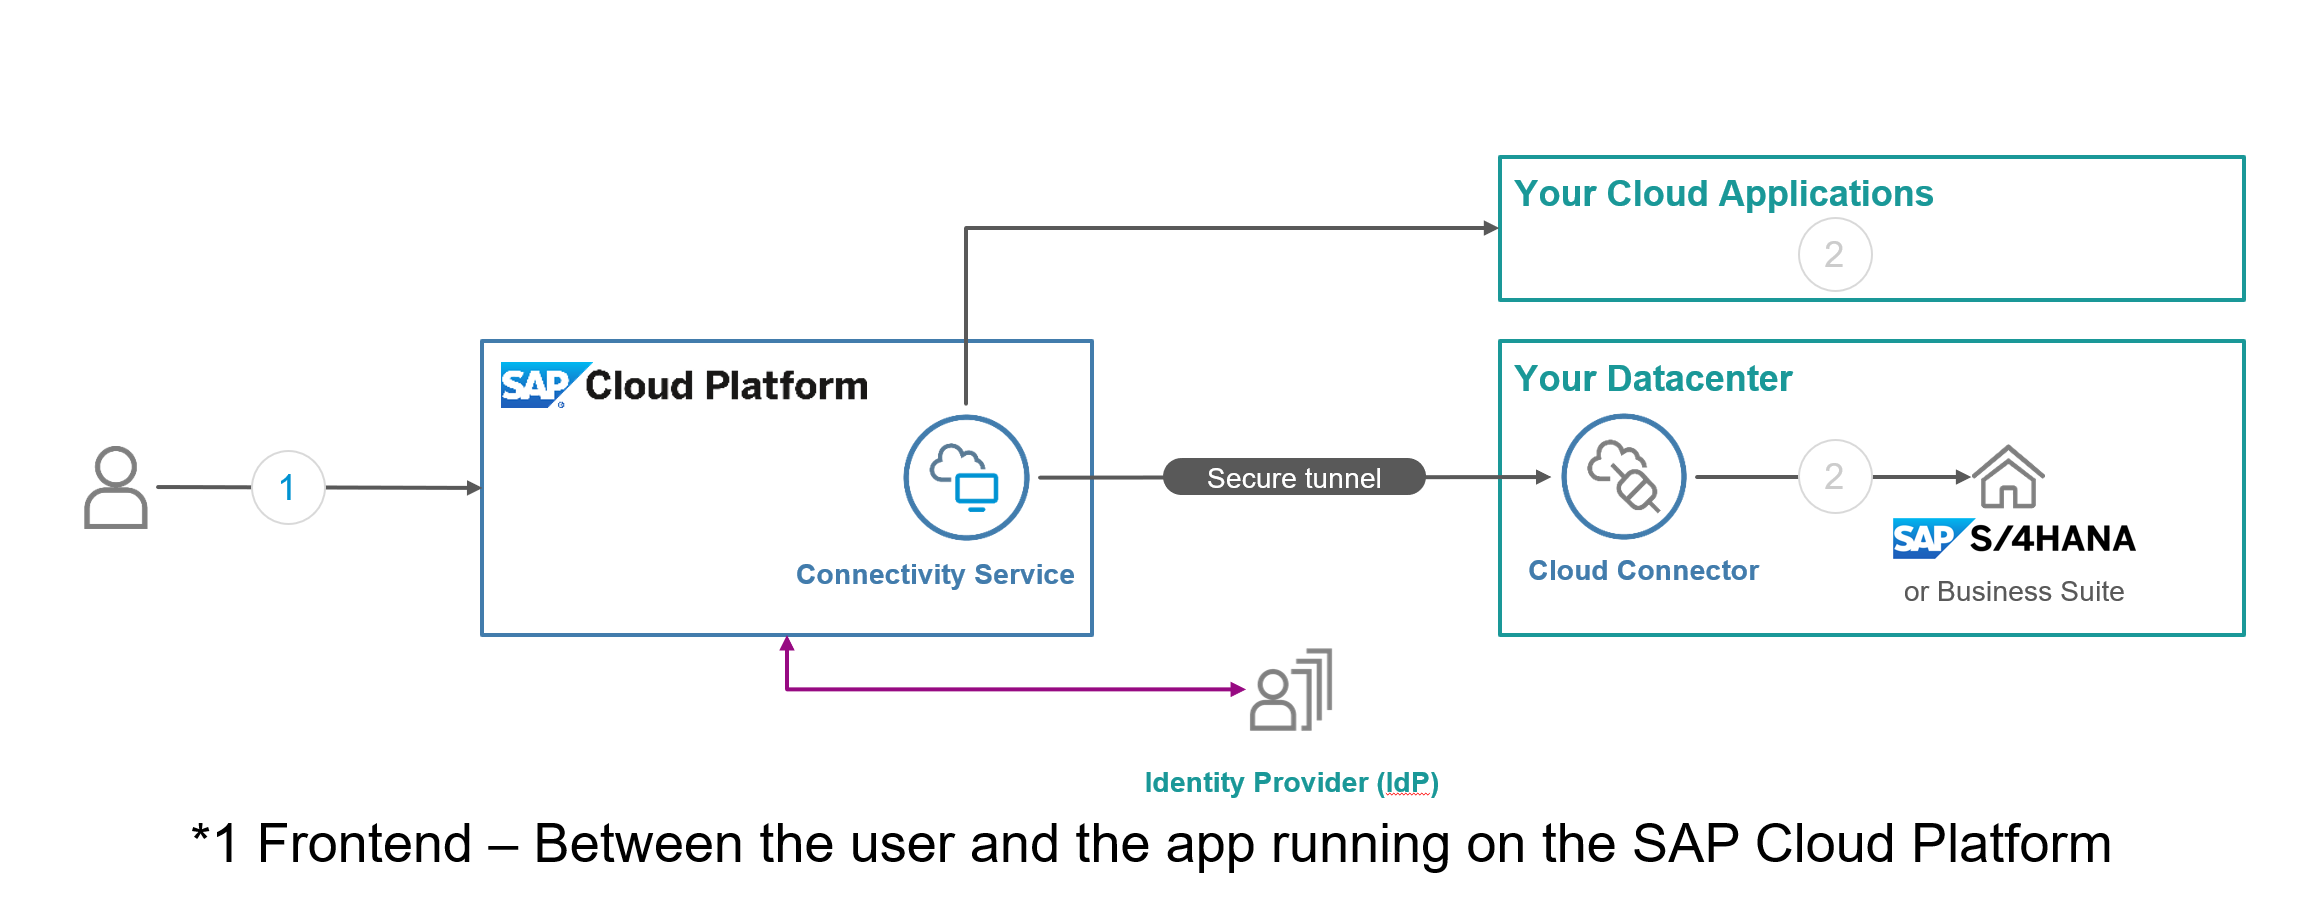 Your Cloud Applications
2
SAP Cloud Platform
Your Datacenter
1
Secure tunnel
2
SAP S/4HANA
Connectivity Service
Cloud Connector
or Business Suite
Identity Provider (IdP)
*1 Frontend – Between the user and the app running on the SAP Cloud Platform